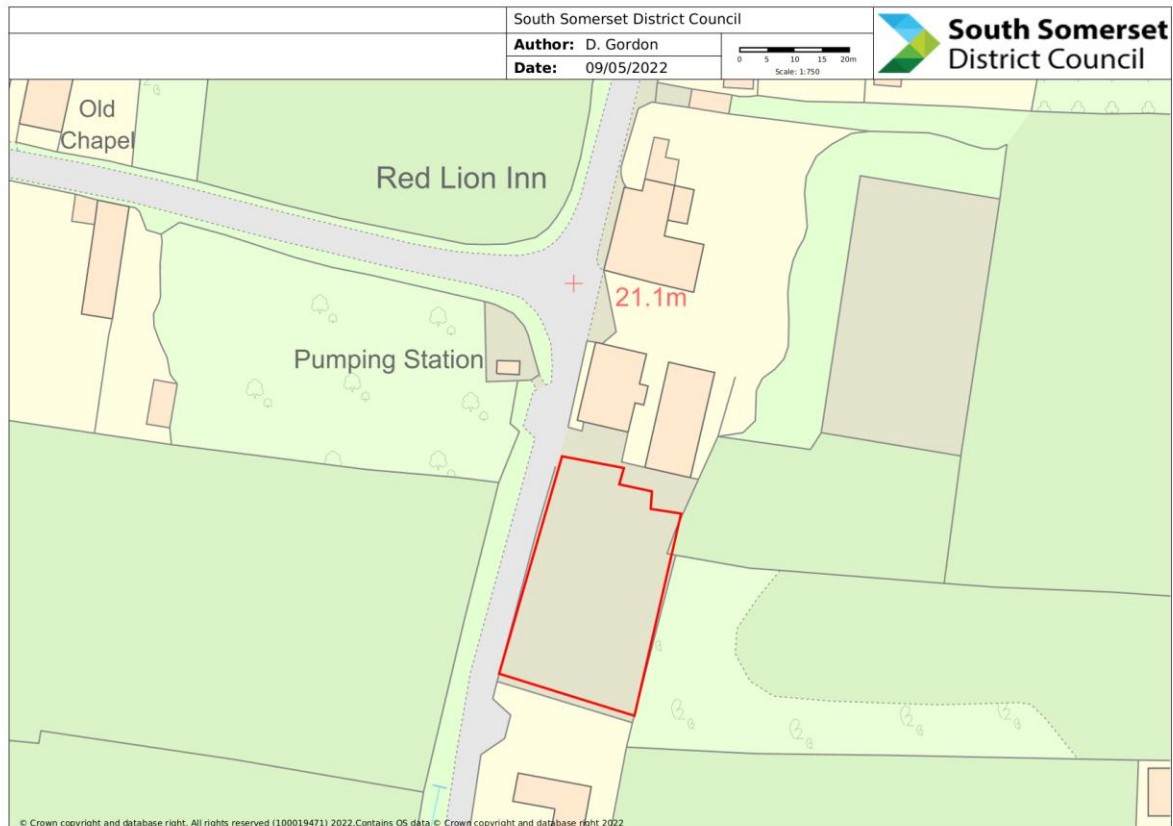 South Somerset District Council
Author: D. Gordon
Date: 09/05/2022
0 5 10 15 20m
Scale: 1:750
South Somerset
District Council
Old
Chapel
Red Lion Inn
21.1m
Pumping Station
© Crown copyright and database right. All rights reserved (100019471) 2022.Contains OS data © Crown copyright and database right 2022